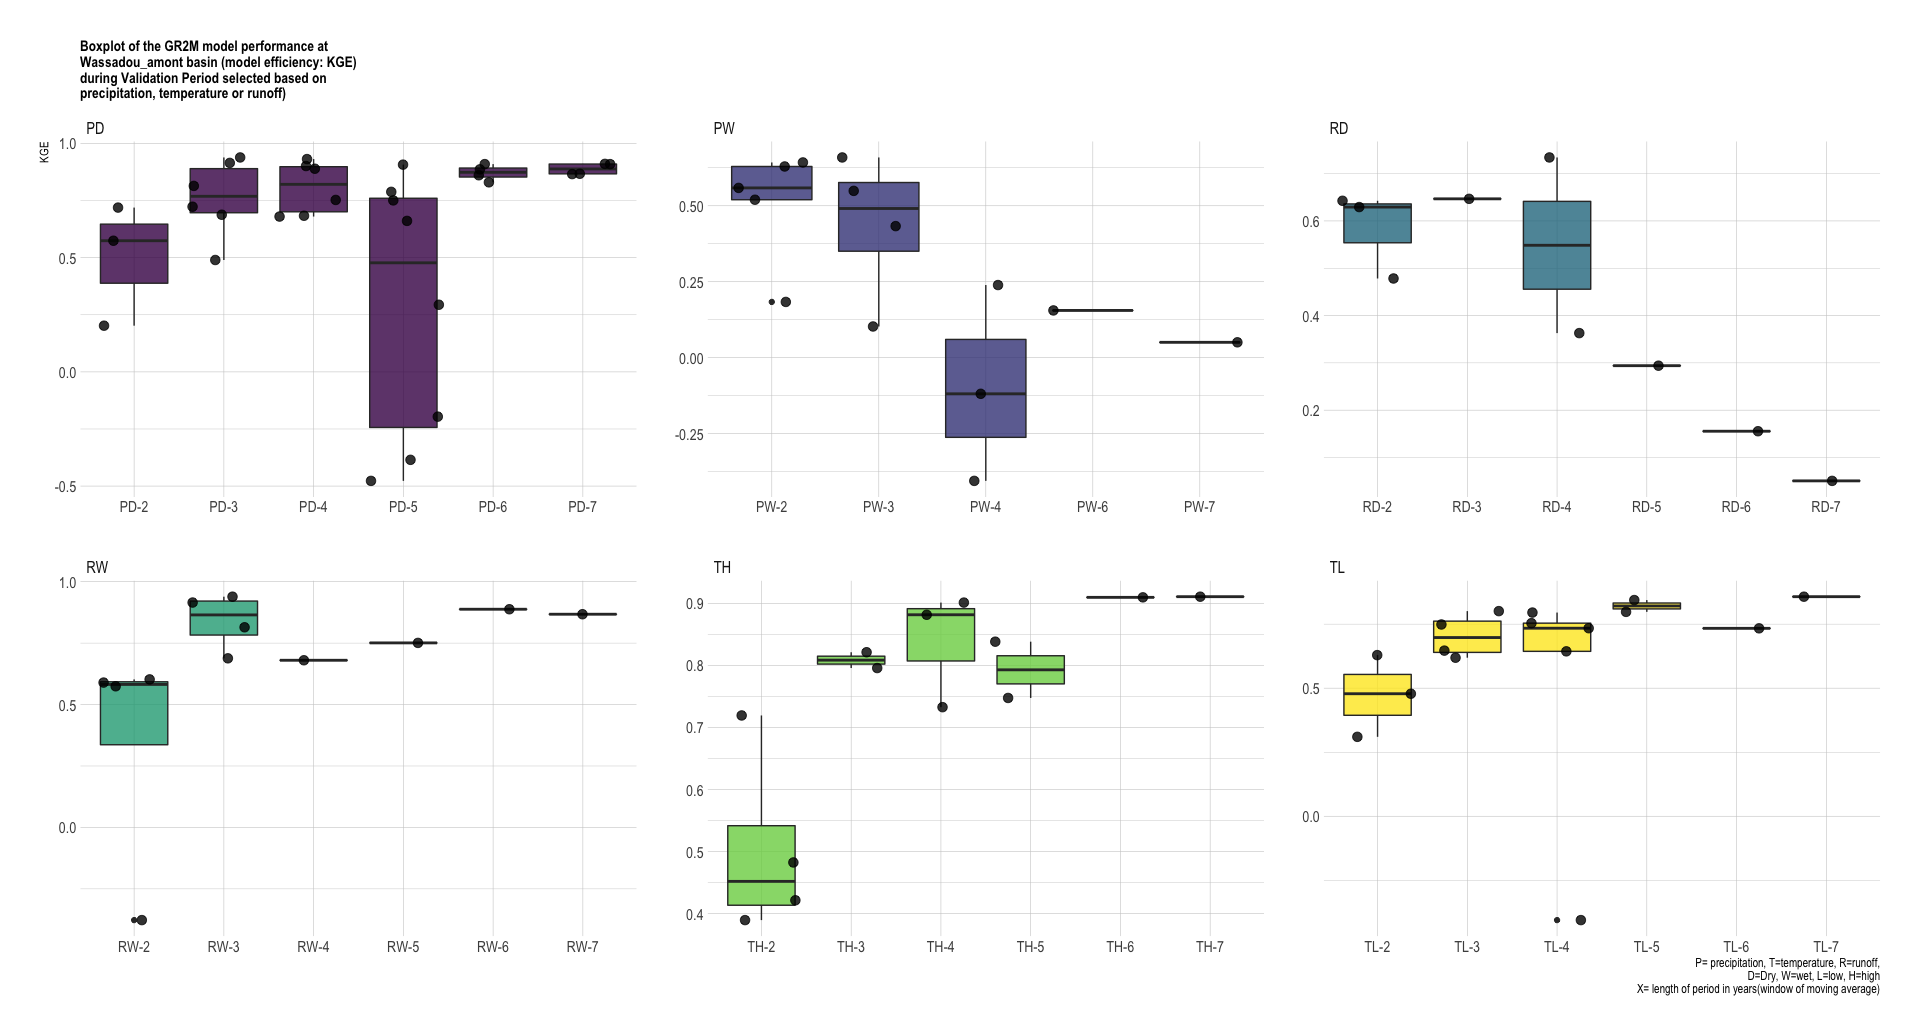 Boxplot of the GR2M model performance at
Wassadou_amont basin (model efficiency: KGE)
during Validation Period selected based on
precipitation, temperature or runoff)
PD
KGE
1.0
0.5
0.0
-0.5
PD-2 PD-3 PD-4 PD-5 PD-6 PD-7
PW
0.50
0.25
0.00
-0.25
PW-2 PW-3 PW-4 PW-6 PW-7
RD
0.6
0.4
0.2
RD-2 RD-3 RD-4 RD-5 RD-6 RD-7
RW
1.0
0.5
0.0
RW-2 RW-3 RW-4 RW-5 RW-6 RW-7
TH
0.9
0.8
0.7
0.6
0.5
0.4
TH-2 TH-3 TH-4 TH-5 TH-6 TH-7
TL
0.5
0.0
TL-2 TL-3 TL-4 TL-5 TL-6 TL-7
P= precipitation, T=temperature, R=runoff,
D=Dry, W=wet, L=low, H=high
X= length of period in years(window of moving average)